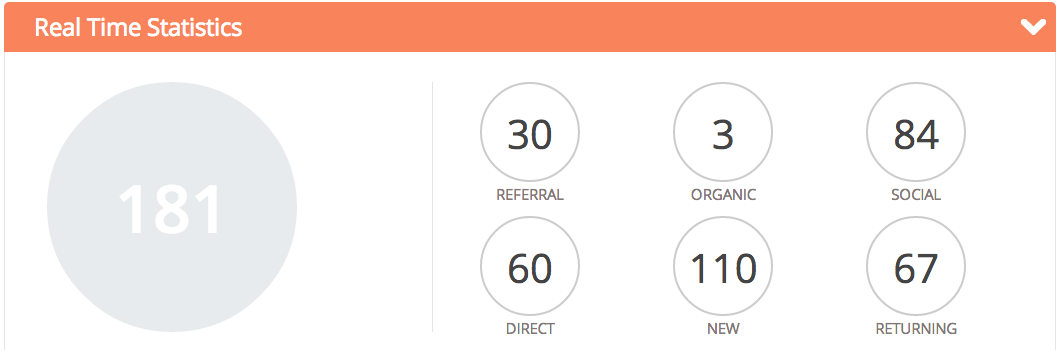 Real Time Statistics
181
30 3 84
REFERRAL ORGANIC SOCIAL
60 110 67
DIRECT NEW RETURNING